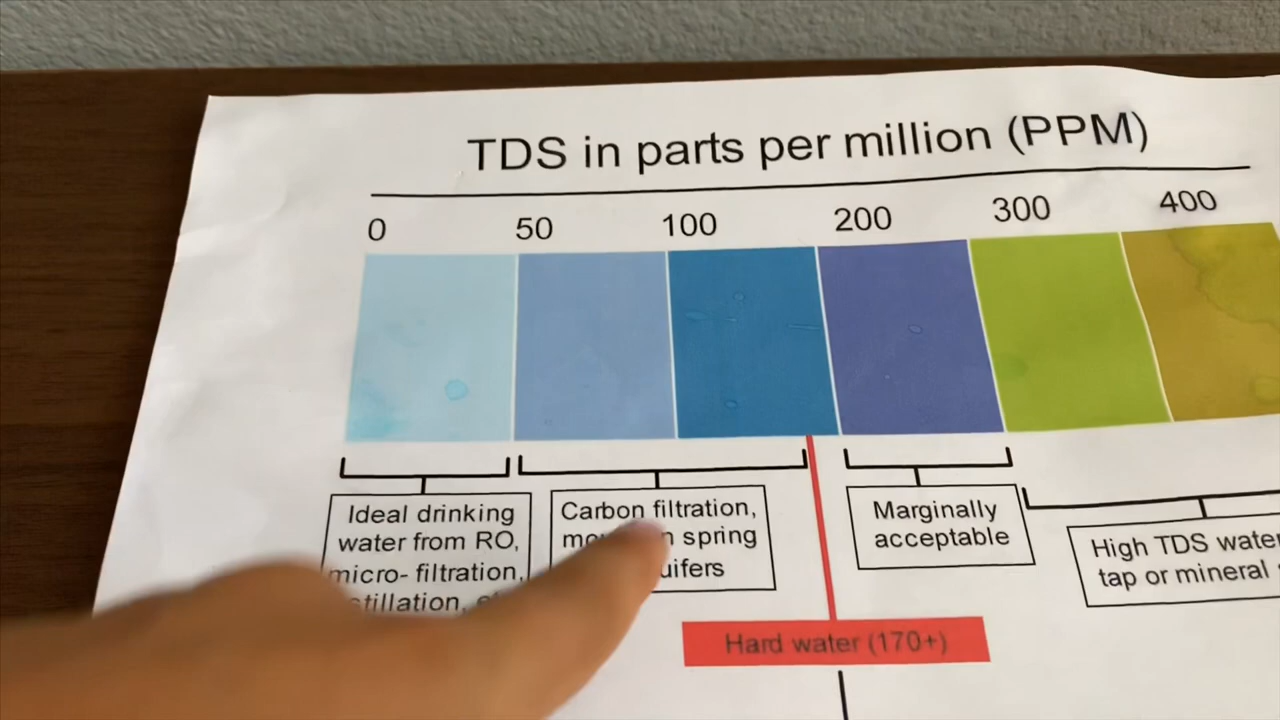 TDS in parts per million (PPM)
0 50 100 200 300 400
Ideal drinking
water from RO,
micro- filtration,
Carbon filtration,
spring
Marginally
acceptable
High TDS water
tap or mineral
Hard water (170+)